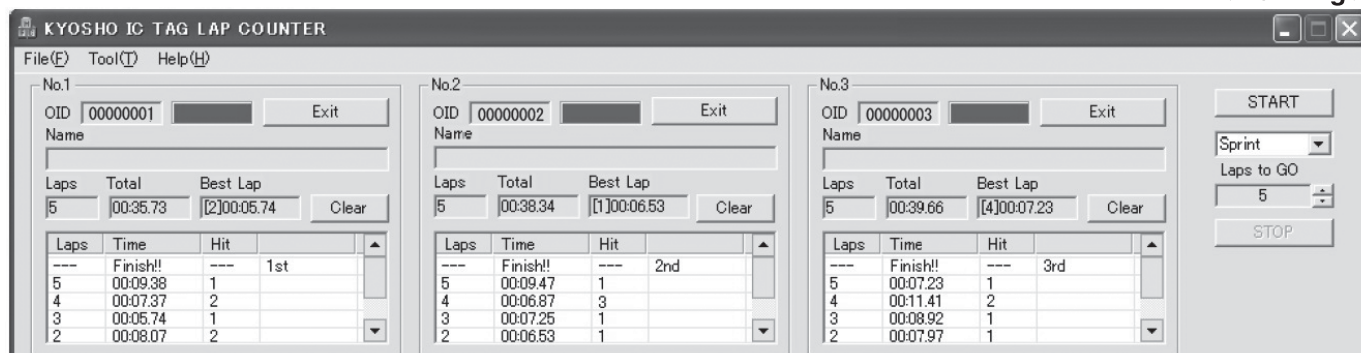 KYOSHO IC TAG LAP COUNTER
File(F) Tool(T) Help(H)
No.1
OID 00000001 Exit
Name
Laps Total Best Lap
5 00:35.73 [2]00:05.74 Clear
Laps Time Hit
--- Finish!! --- 1st
5 00:09.38 1
4 00:07.37 2
3 00:05.74 1
2 00:08.07 2
No.2
OID 00000002 Exit
Name
Laps Total Best Lap
5 00:38.34 [1]00:06.53 Clear
Laps Time Hit
--- Finish!! --- 2nd
5 00:09.47 1
4 00:06.87 3
3 00:07.25 1
2 00:06.53 1
No.3
OID 00000003 Exit
Name
Laps Total Best Lap
5 00:39.66 [4]00:07.23 Clear
Laps Time Hit
--- Finish!! --- 3rd
5 00:07.23 1
4 00:11.41 2
3 00:08.92 1
2 00:07.97 1
START
Sprint
Laps to GO
5
STOP